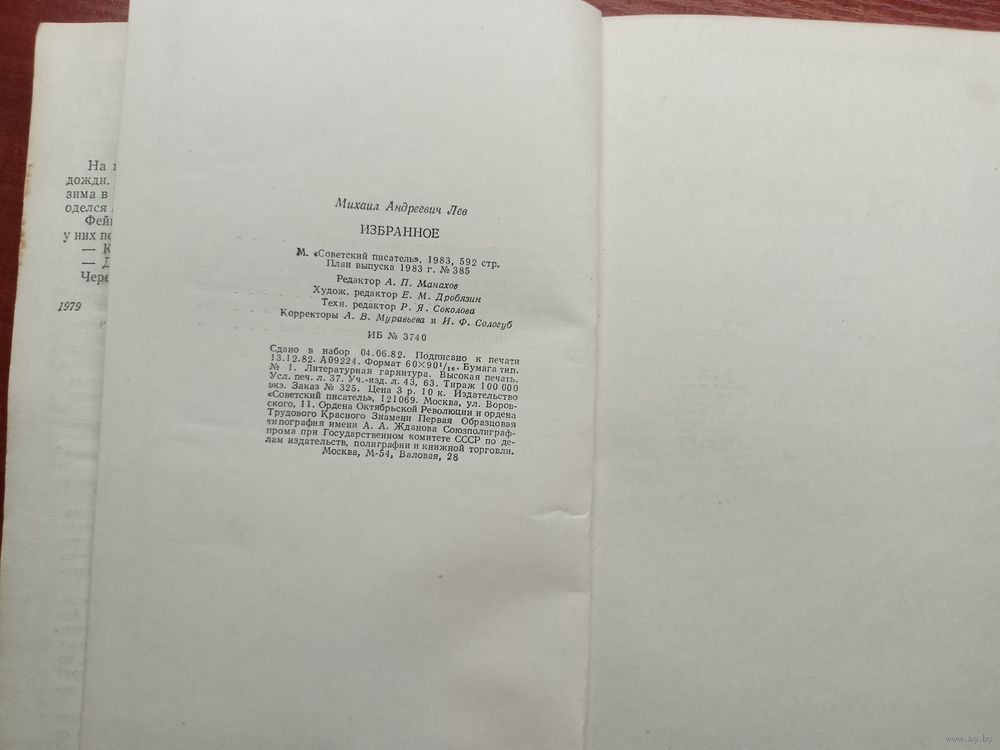 На
дожди.
зима в
оделся
у них
1979
Михаил Андреевич Лев
ИЗБРАННОЕ
М. «Советский писатель», 1983, 592 стр.
План выпуска 1983 г. № 385
Редактор А. П. Манахов
Худож. редактор Е. М. Дробязин
Техн. редактор Р. Я. Соколова
Корректоры А. В. Муравьева и И. Ф. Сологуб
ИБ № 3740
Сдано в набор 04.06.82. Подписано к печати
13.12.82. А09224. Формат 60×90¹/₁₆. Бумага тип.
№ 1. Литературная гарнитура. Высокая печать.
Усл. печ. л. 37. Уч.-изд. л. 43, 63. Тираж 100 000
экз. Заказ № 325. Цена 3 р. 10 к. Издательство
«Советский писатель», 121069. Москва, ул. Воров-
ского, 11. Ордена Октябрьской Революции и ордена
Трудового Красного Знамени Первая Образцовая
типография имени А. А. Жданова Союзполиграф-
прома при Государственном комитете СССР по де-
лам издательств, полиграфии и книжной торговли.
Москва, М-54, Валовая, 28
www.ay.by